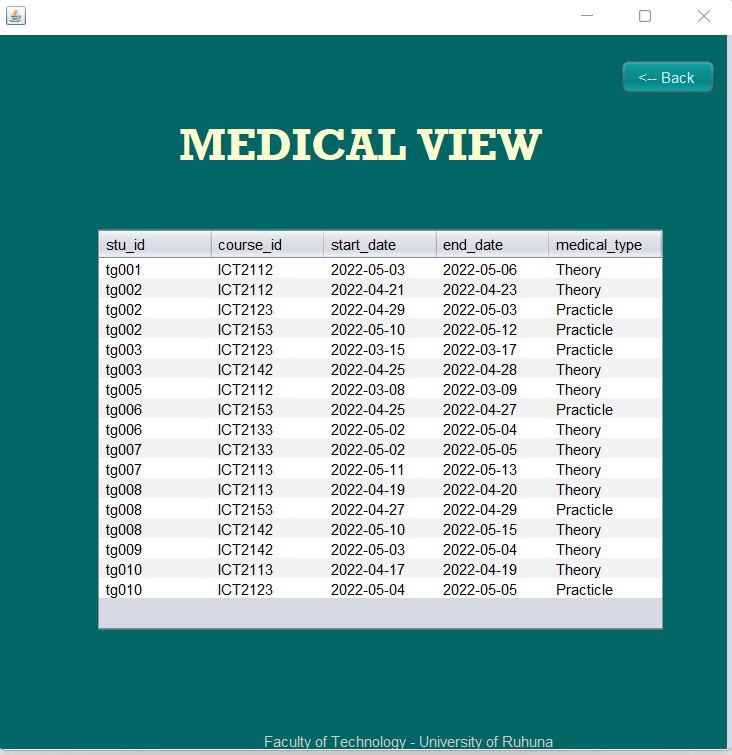 <-- Back
MEDICAL VIEW
stu_id course_id start_date end_date medical_type
tg001 ICT2112 2022-05-03 2022-05-06 Theory
tg002 ICT2112 2022-04-21 2022-04-23 Theory
tg002 ICT2123 2022-04-29 2022-05-03 Practicle
tg002 ICT2153 2022-05-10 2022-05-12 Practicle
tg003 ICT2123 2022-03-15 2022-03-17 Practicle
tg003 ICT2142 2022-04-25 2022-04-28 Theory
tg005 ICT2112 2022-03-08 2022-03-09 Theory
tg006 ICT2153 2022-04-25 2022-04-27 Practicle
tg006 ICT2133 2022-05-02 2022-05-04 Theory
tg007 ICT2133 2022-05-02 2022-05-05 Theory
tg007 ICT2113 2022-05-11 2022-05-13 Theory
tg008 ICT2113 2022-04-19 2022-04-20 Theory
tg008 ICT2153 2022-04-27 2022-04-29 Practicle
tg008 ICT2142 2022-05-10 2022-05-15 Theory
tg009 ICT2142 2022-05-03 2022-05-04 Theory
tg010 ICT2113 2022-04-17 2022-04-19 Theory
tg010 ICT2123 2022-05-04 2022-05-05 Practicle
Faculty of Technology - University of Ruhuna